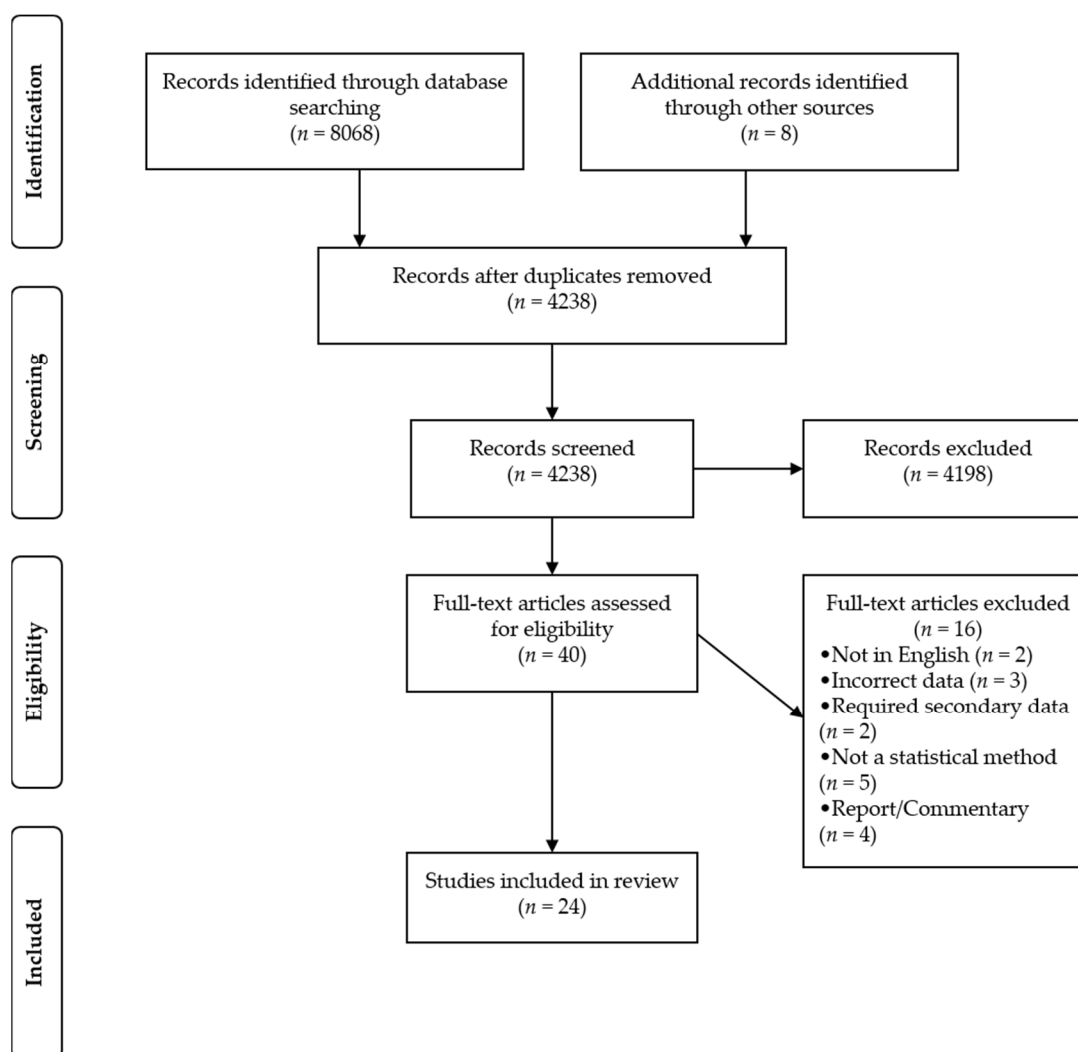 Identification
Records identified through database
searching
(n = 8068)
Additional records identified
through other sources
(n = 8)
Records after duplicates removed
(n = 4238)
Screening
Records screened
(n = 4238)
Records excluded
(n = 4198)
Eligibility
Full-text articles assessed
for eligibility
(n = 40)
Full-text articles excluded
(n = 16)
•Not in English (n = 2)
•Incorrect data (n = 3)
•Required secondary data
(n = 2)
•Not a statistical method
(n = 5)
•Report/Commentary
(n = 4)
Included
Studies included in review
(n = 24)